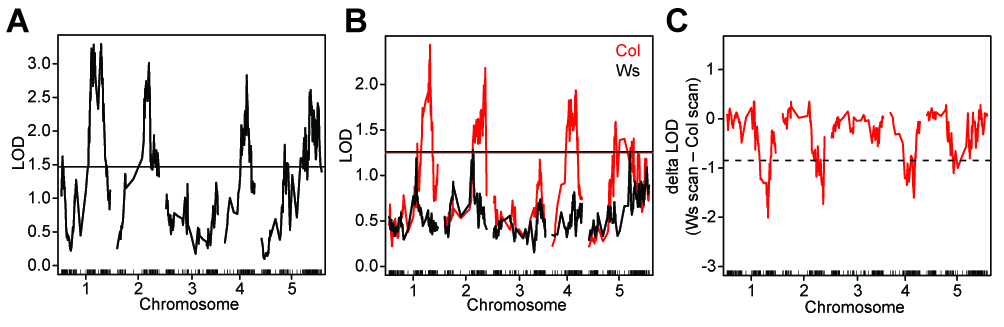 A
LOD
3.0
2.5
2.0
1.5
1.0
0.5
0.0
1 2 3 4 5
Chromosome
B
Col
Ws
LOD
2.0
1.5
1.0
0.5
0.0
1 2 3 4 5
Chromosome
C
delta LOD
(Ws scan – Col scan)
1
0
-1
-2
-3
1 2 3 4 5
Chromosome